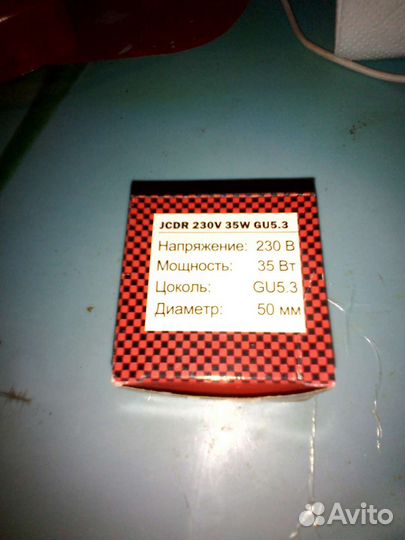 JCDR 230V 35W GU5.3
Напряжение: 230 В
Мощность: 35 Вт
Цоколь: GU5.3
Диаметр: 50 мм
Avito